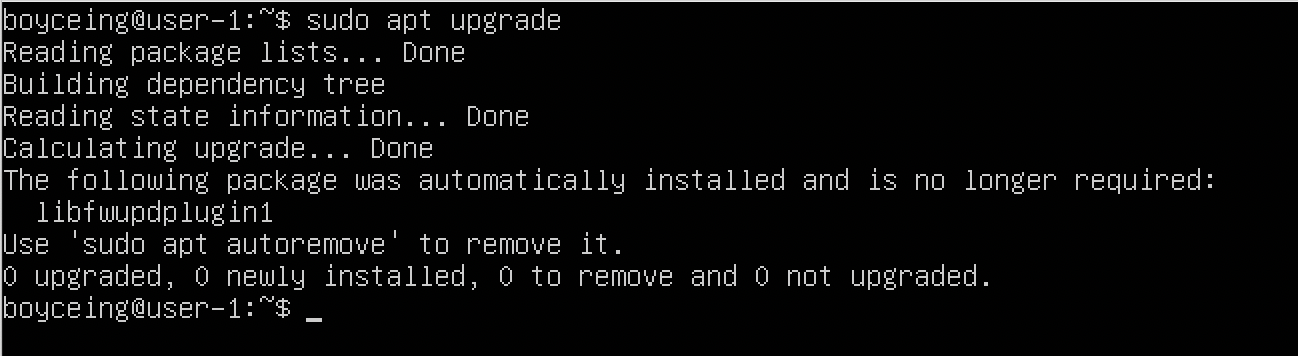 boyceing@user-1:~$ sudo apt upgrade
Reading package lists... Done
Building dependency tree
Reading state information... Done
Calculating upgrade... Done
The following package was automatically installed and is no longer required:
  libfwupdplugin1
Use 'sudo apt autoremove' to remove it.
0 upgraded, 0 newly installed, 0 to remove and 0 not upgraded.
boyceing@user-1:~$ _